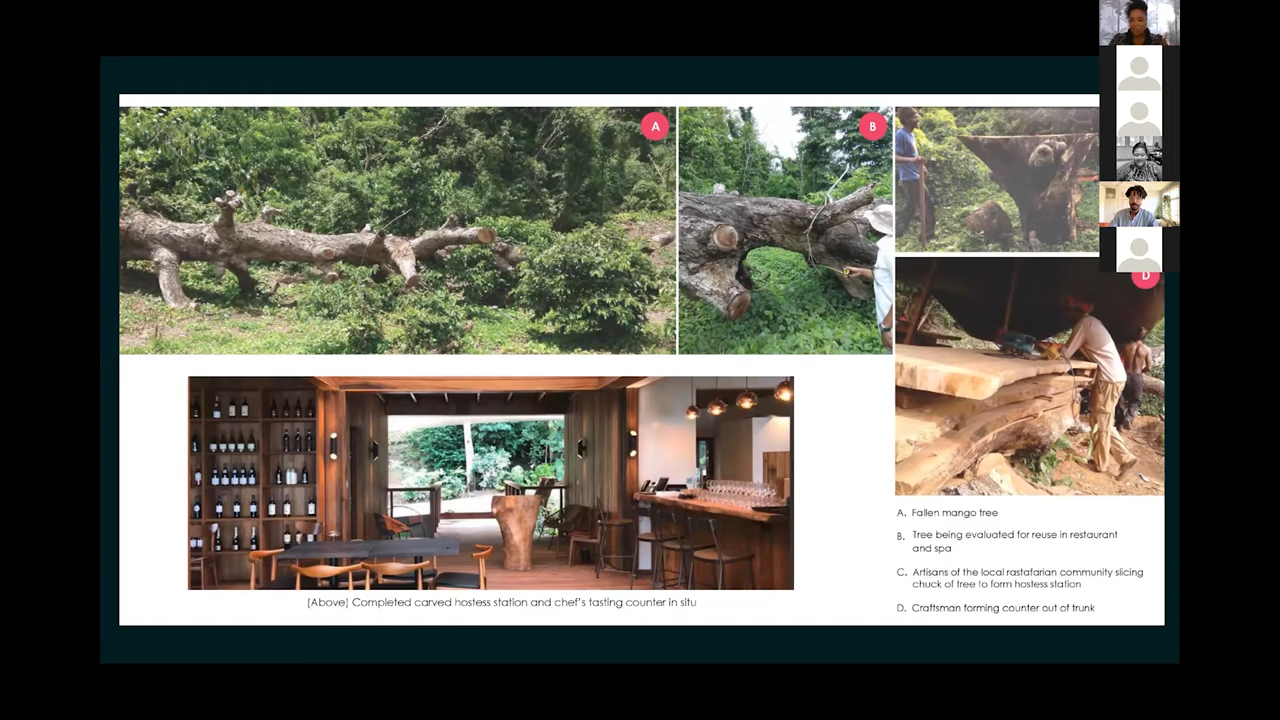 A
B
D
A. Fallen mango tree
B. Tree being evaluated for reuse in restaurant
and spa
C. Artisans of the local rastafarian community slicing
chuck of tree to form hostess station
D. Craftsman forming counter out of trunk
(Above) Completed carved hostess station and chef's tasting counter in situ